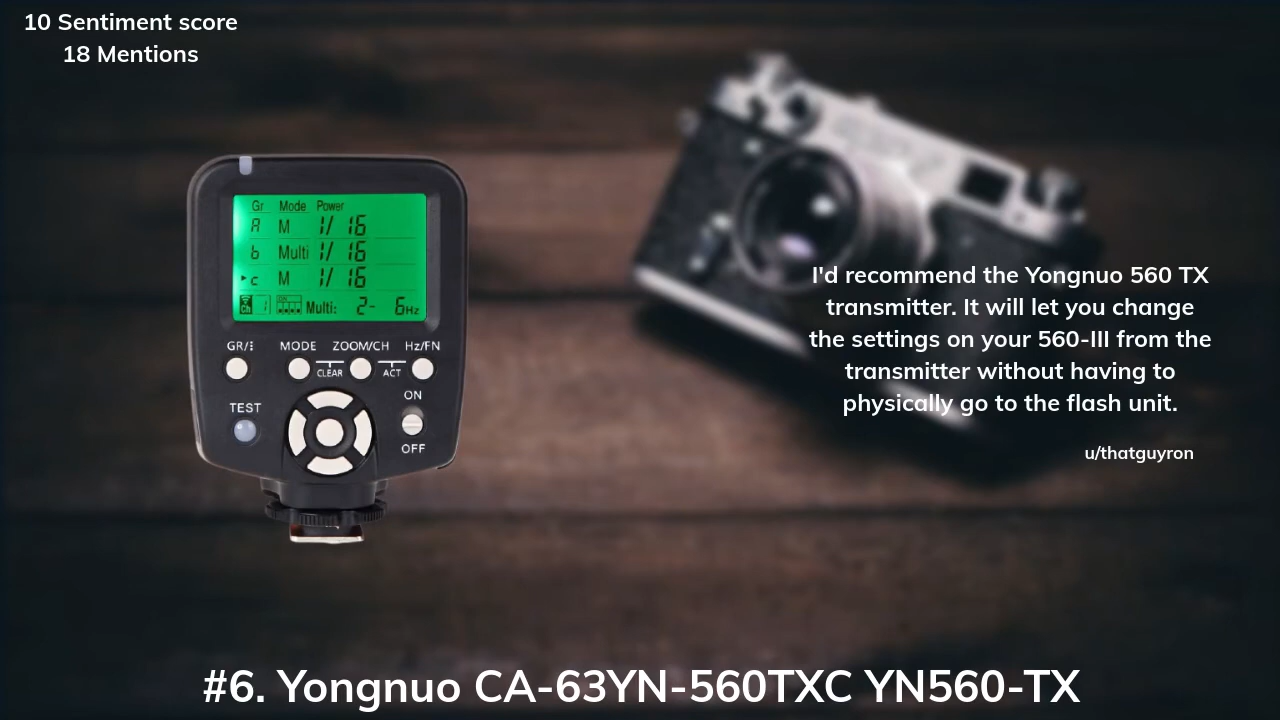 10 Sentiment score
18 Mentions
Gr Mode Power
A M 1/ 16
b Multi 1/ 16
c M 1/ 16
Ch 1 ON Multi: 2- 6Hz
GR/⋮ MODE ZOOM/CH Hz/FN
CLEAR ACT
TEST ON
OFF
I'd recommend the Yongnuo 560 TX
transmitter. It will let you change
the settings on your 560-III from the
transmitter without having to
physically go to the flash unit.
u/thatguyron
#6. Yongnuo CA-63YN-560TXC YN560-TX